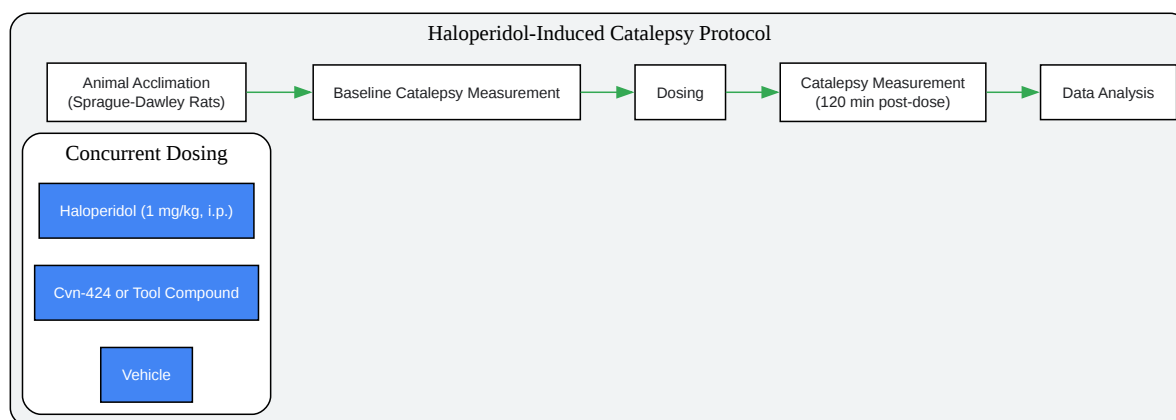 Haloperidol-Induced Catalepsy Protocol
Animal Acclimation
(Sprague-Dawley Rats)
Baseline Catalepsy Measurement
Dosing
Catalepsy Measurement
(120 min post-dose)
Data Analysis
Concurrent Dosing
Haloperidol (1 mg/kg, i.p.)
Cvn-424 or Tool Compound
Vehicle